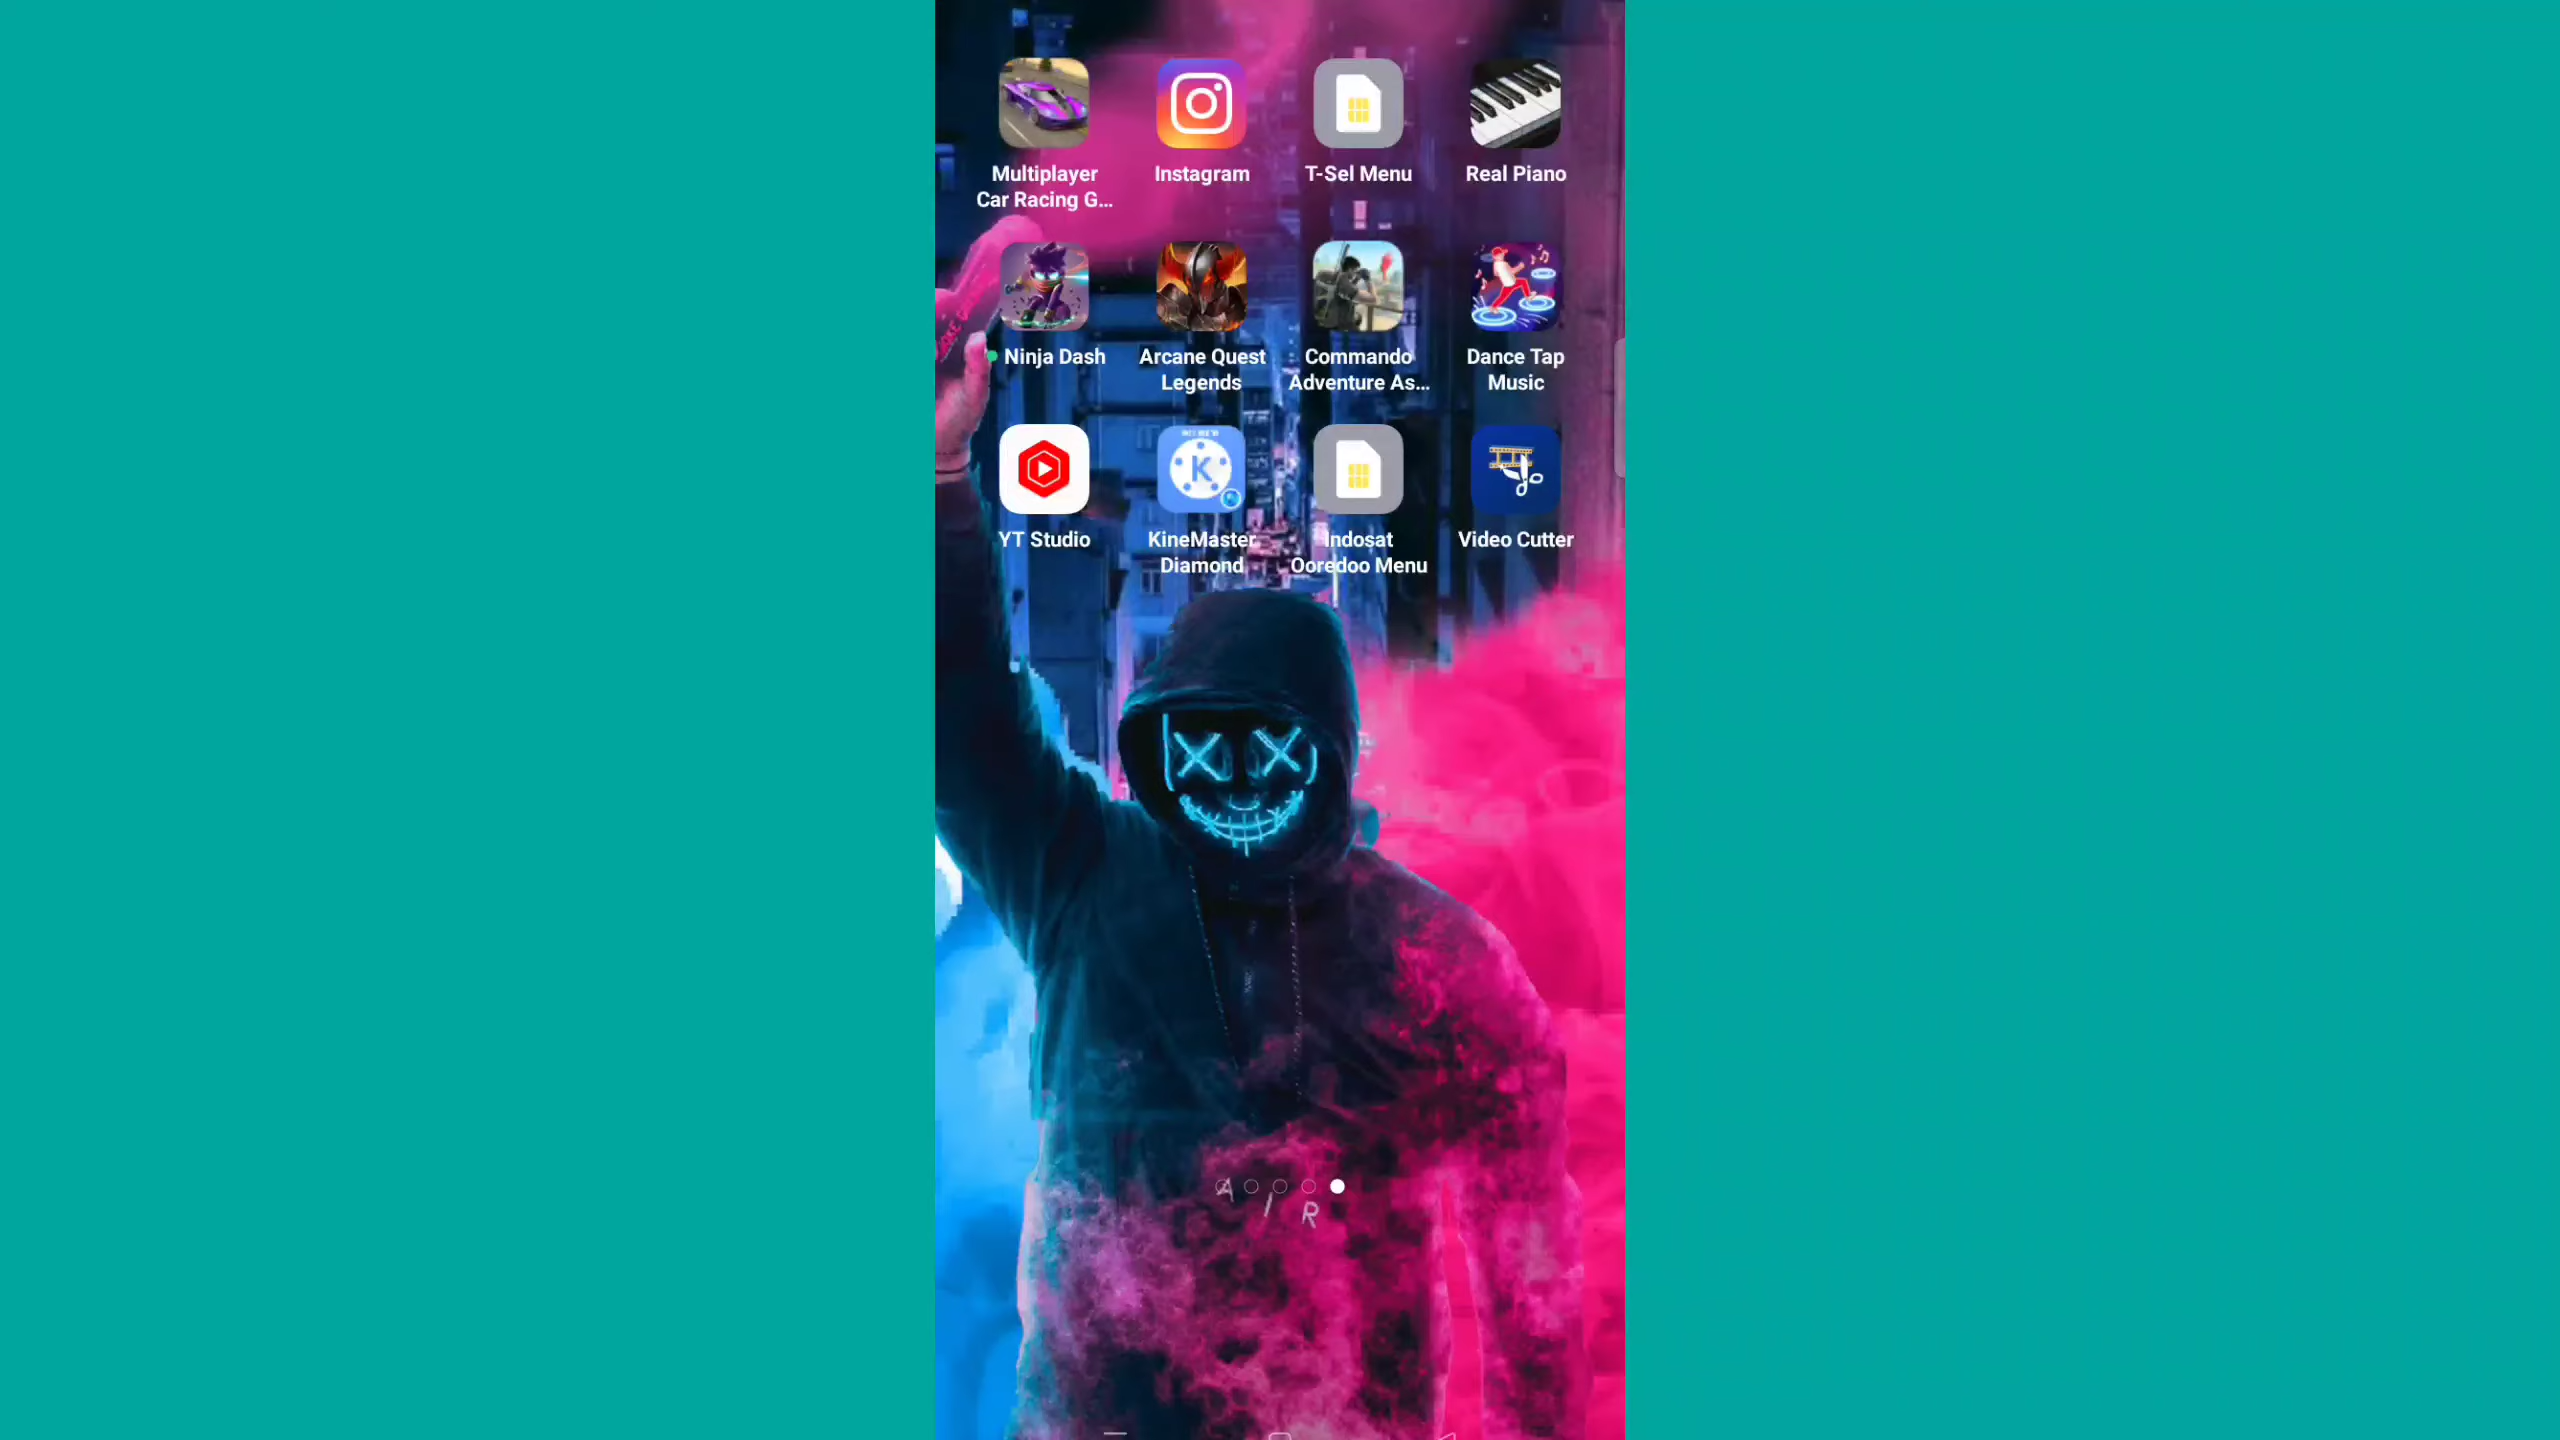 Multiplayer
Car Racing G...
Instagram
T-Sel Menu
Real Piano
Ninja Dash
Arcane Quest
Legends
Commando
Adventure As...
Dance Tap
Music
YT Studio
K
KineMaster
Diamond
Indosat
Ooredoo Menu
Video Cutter
A I R